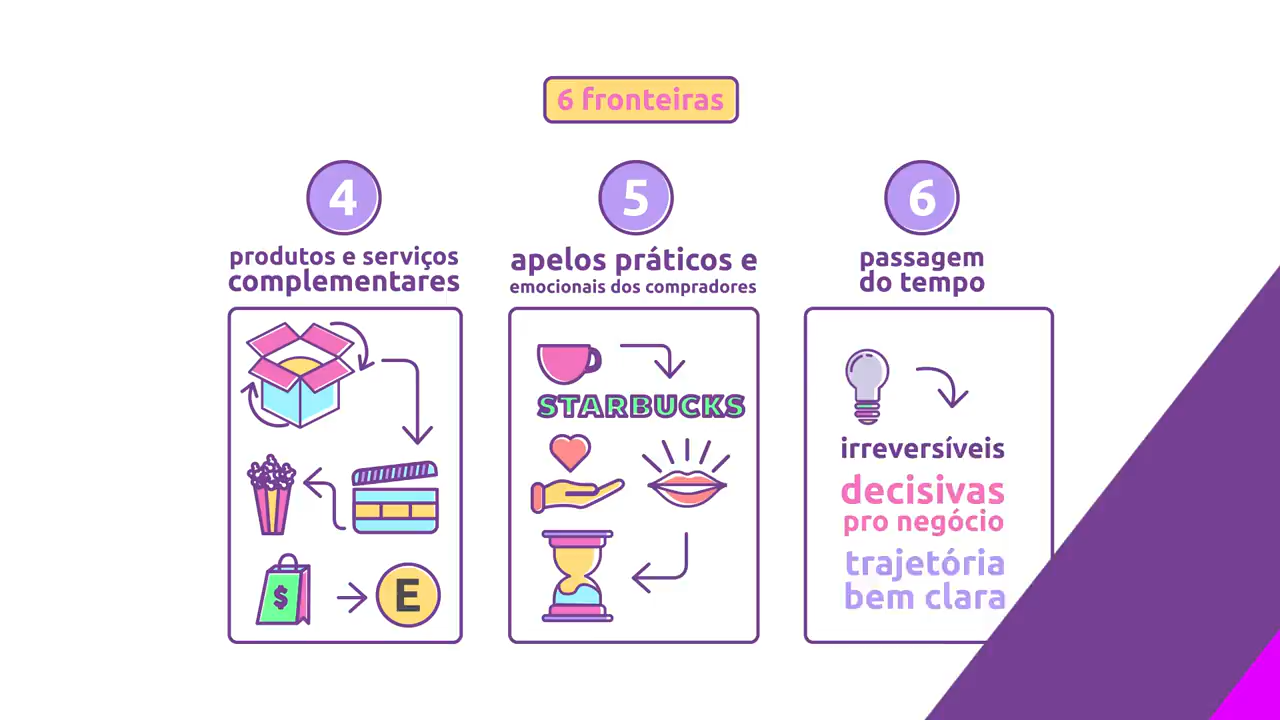 6 fronteiras
4
produtos e serviços
complementares
$
E
5
apelos práticos e
emocionais dos compradores
STARBUCKS
6
passagem
do tempo
irreversíveis
decisivas
pro negócio
trajetória
bem clara